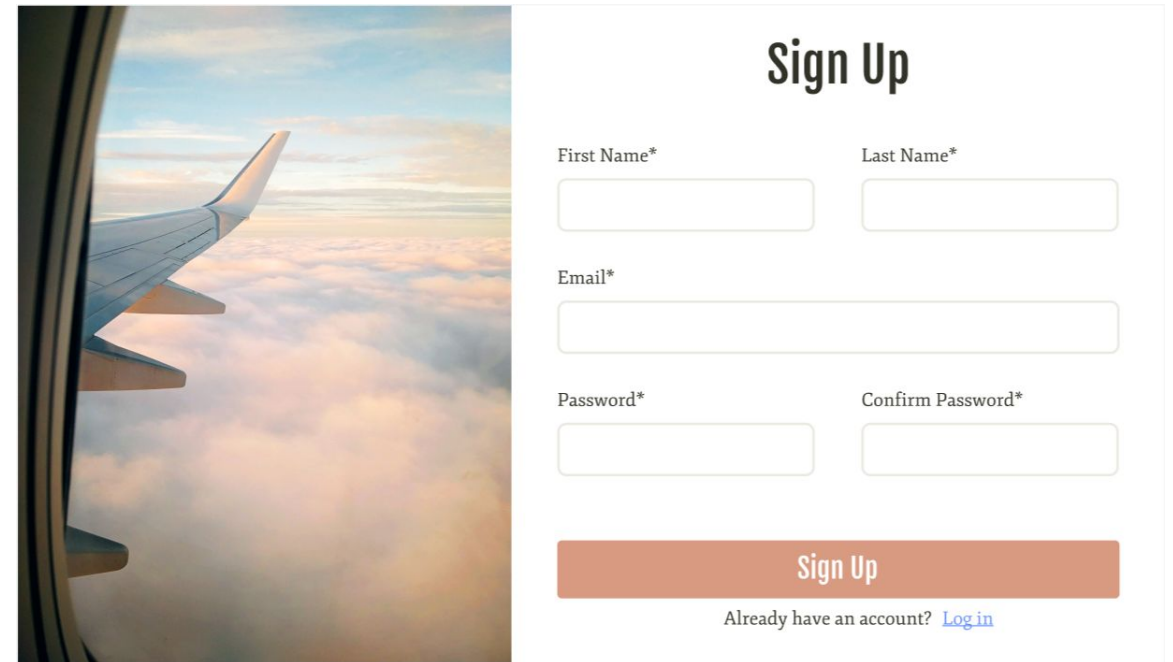 Sign Up
First Name* Last Name*
Email*
Password* Confirm Password*
Sign Up
Already have an account? Log in